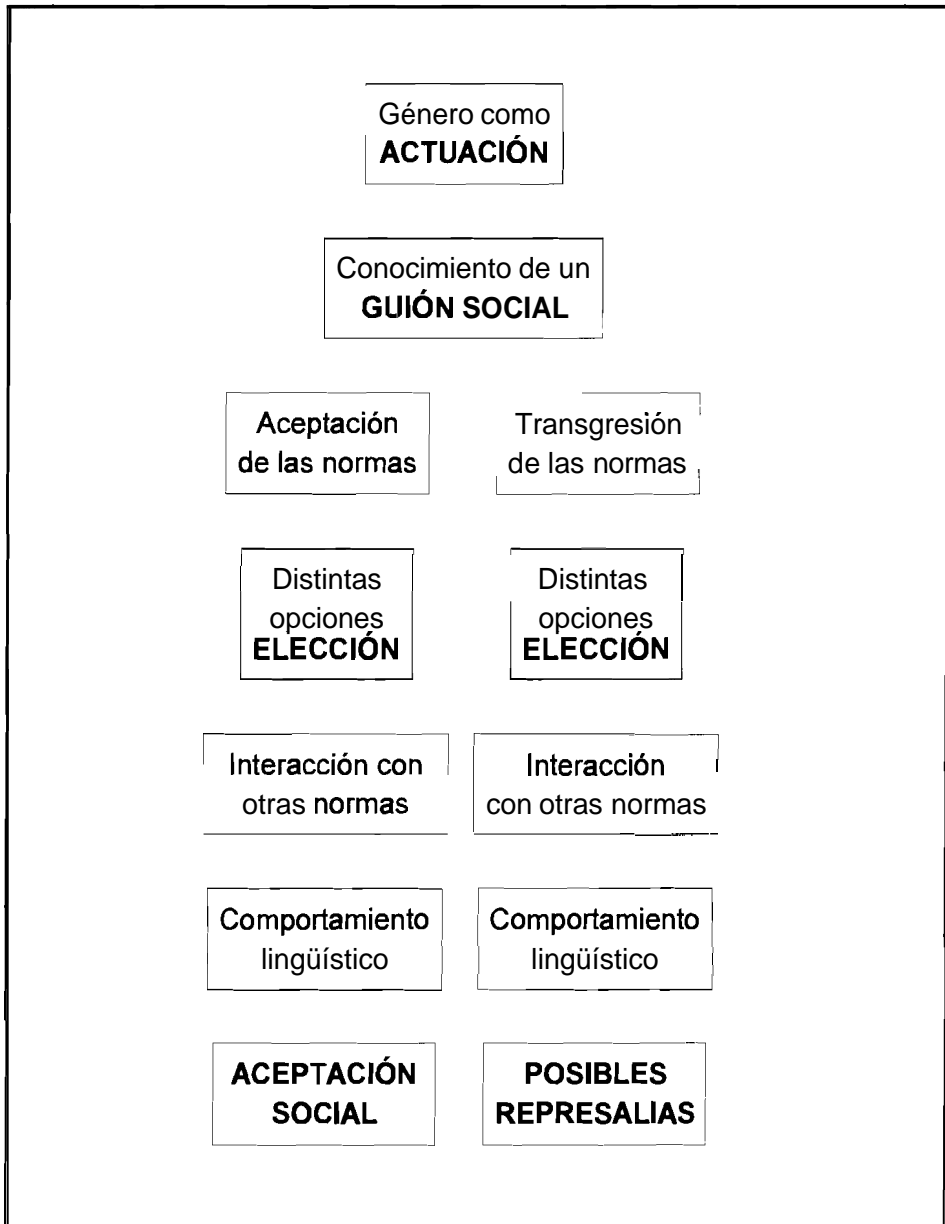 Género como
ACTUACIÓN
Conocimiento de un
GUIÓN SOCIAL
Aceptación
de las normas
Transgresión
de las normas
Distintas
opciones
ELECCIÓN
Distintas
opciones
ELECCIÓN
Interacción con
otras normas
Interacción
con otras normas
Comportamiento
lingüístico
Comportamiento
lingüístico
ACEPTACIÓN
SOCIAL
POSIBLES
REPRESALIAS